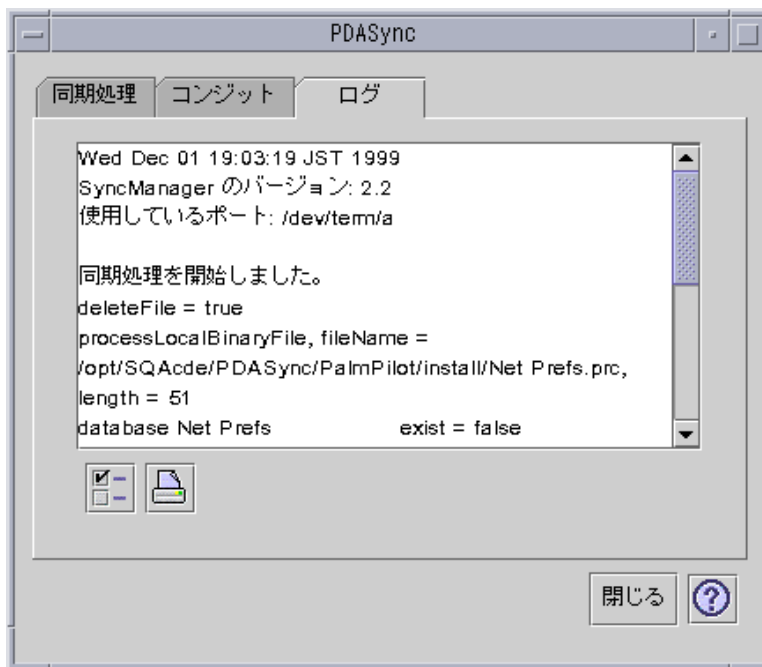 PDASync
同期処理
コンジット
ログ
Wed Dec 01 19:03:19 JST 1999
SyncManager のバージョン: 2.2
使用しているポート: /dev/term/a
同期処理を開始しました。
deleteFile = true
processLocalBinaryFile, fileName =
/opt/SQAcde/PDASync/PalmPilot/install/Net Prefs.prc,
length = 51
database Net Prefs exist = false
閉じる
?